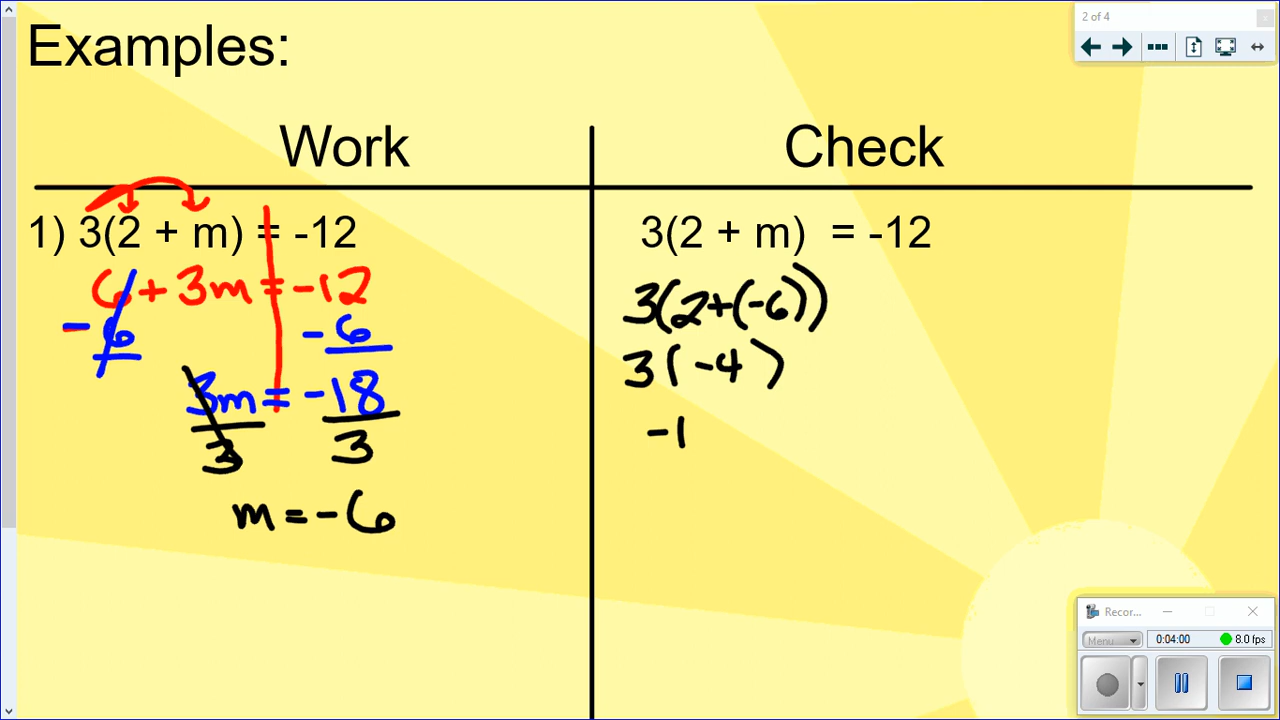 Examples:
2 of 4
Work
Check
1) 3(2 + m) = -12
6 + 3m = -12
- 6 - 6
3m = -18
3 3
m = -6
3(2 + m) = -12
3(2+(-6))
3(-4)
-1
Recor...
Menu
0:04:00
8.0 fps